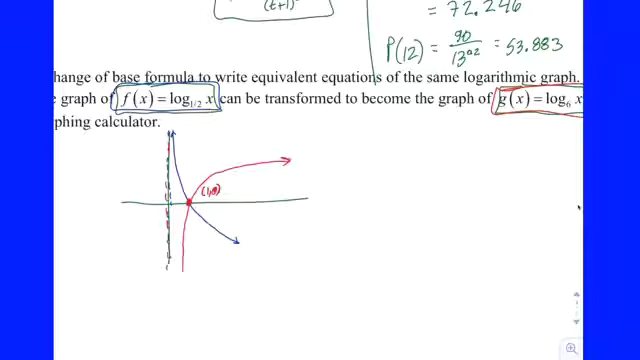 (t+1)
= 72.246
P(12) = 90/13^0.2 = 53.883
hange of base formula to write equivalent equations of the same logarithmic graph.
e graph of f(x) = log_{1/2} x can be transformed to become the graph of g(x) = log_6 x
phing calculator.
(1,0)